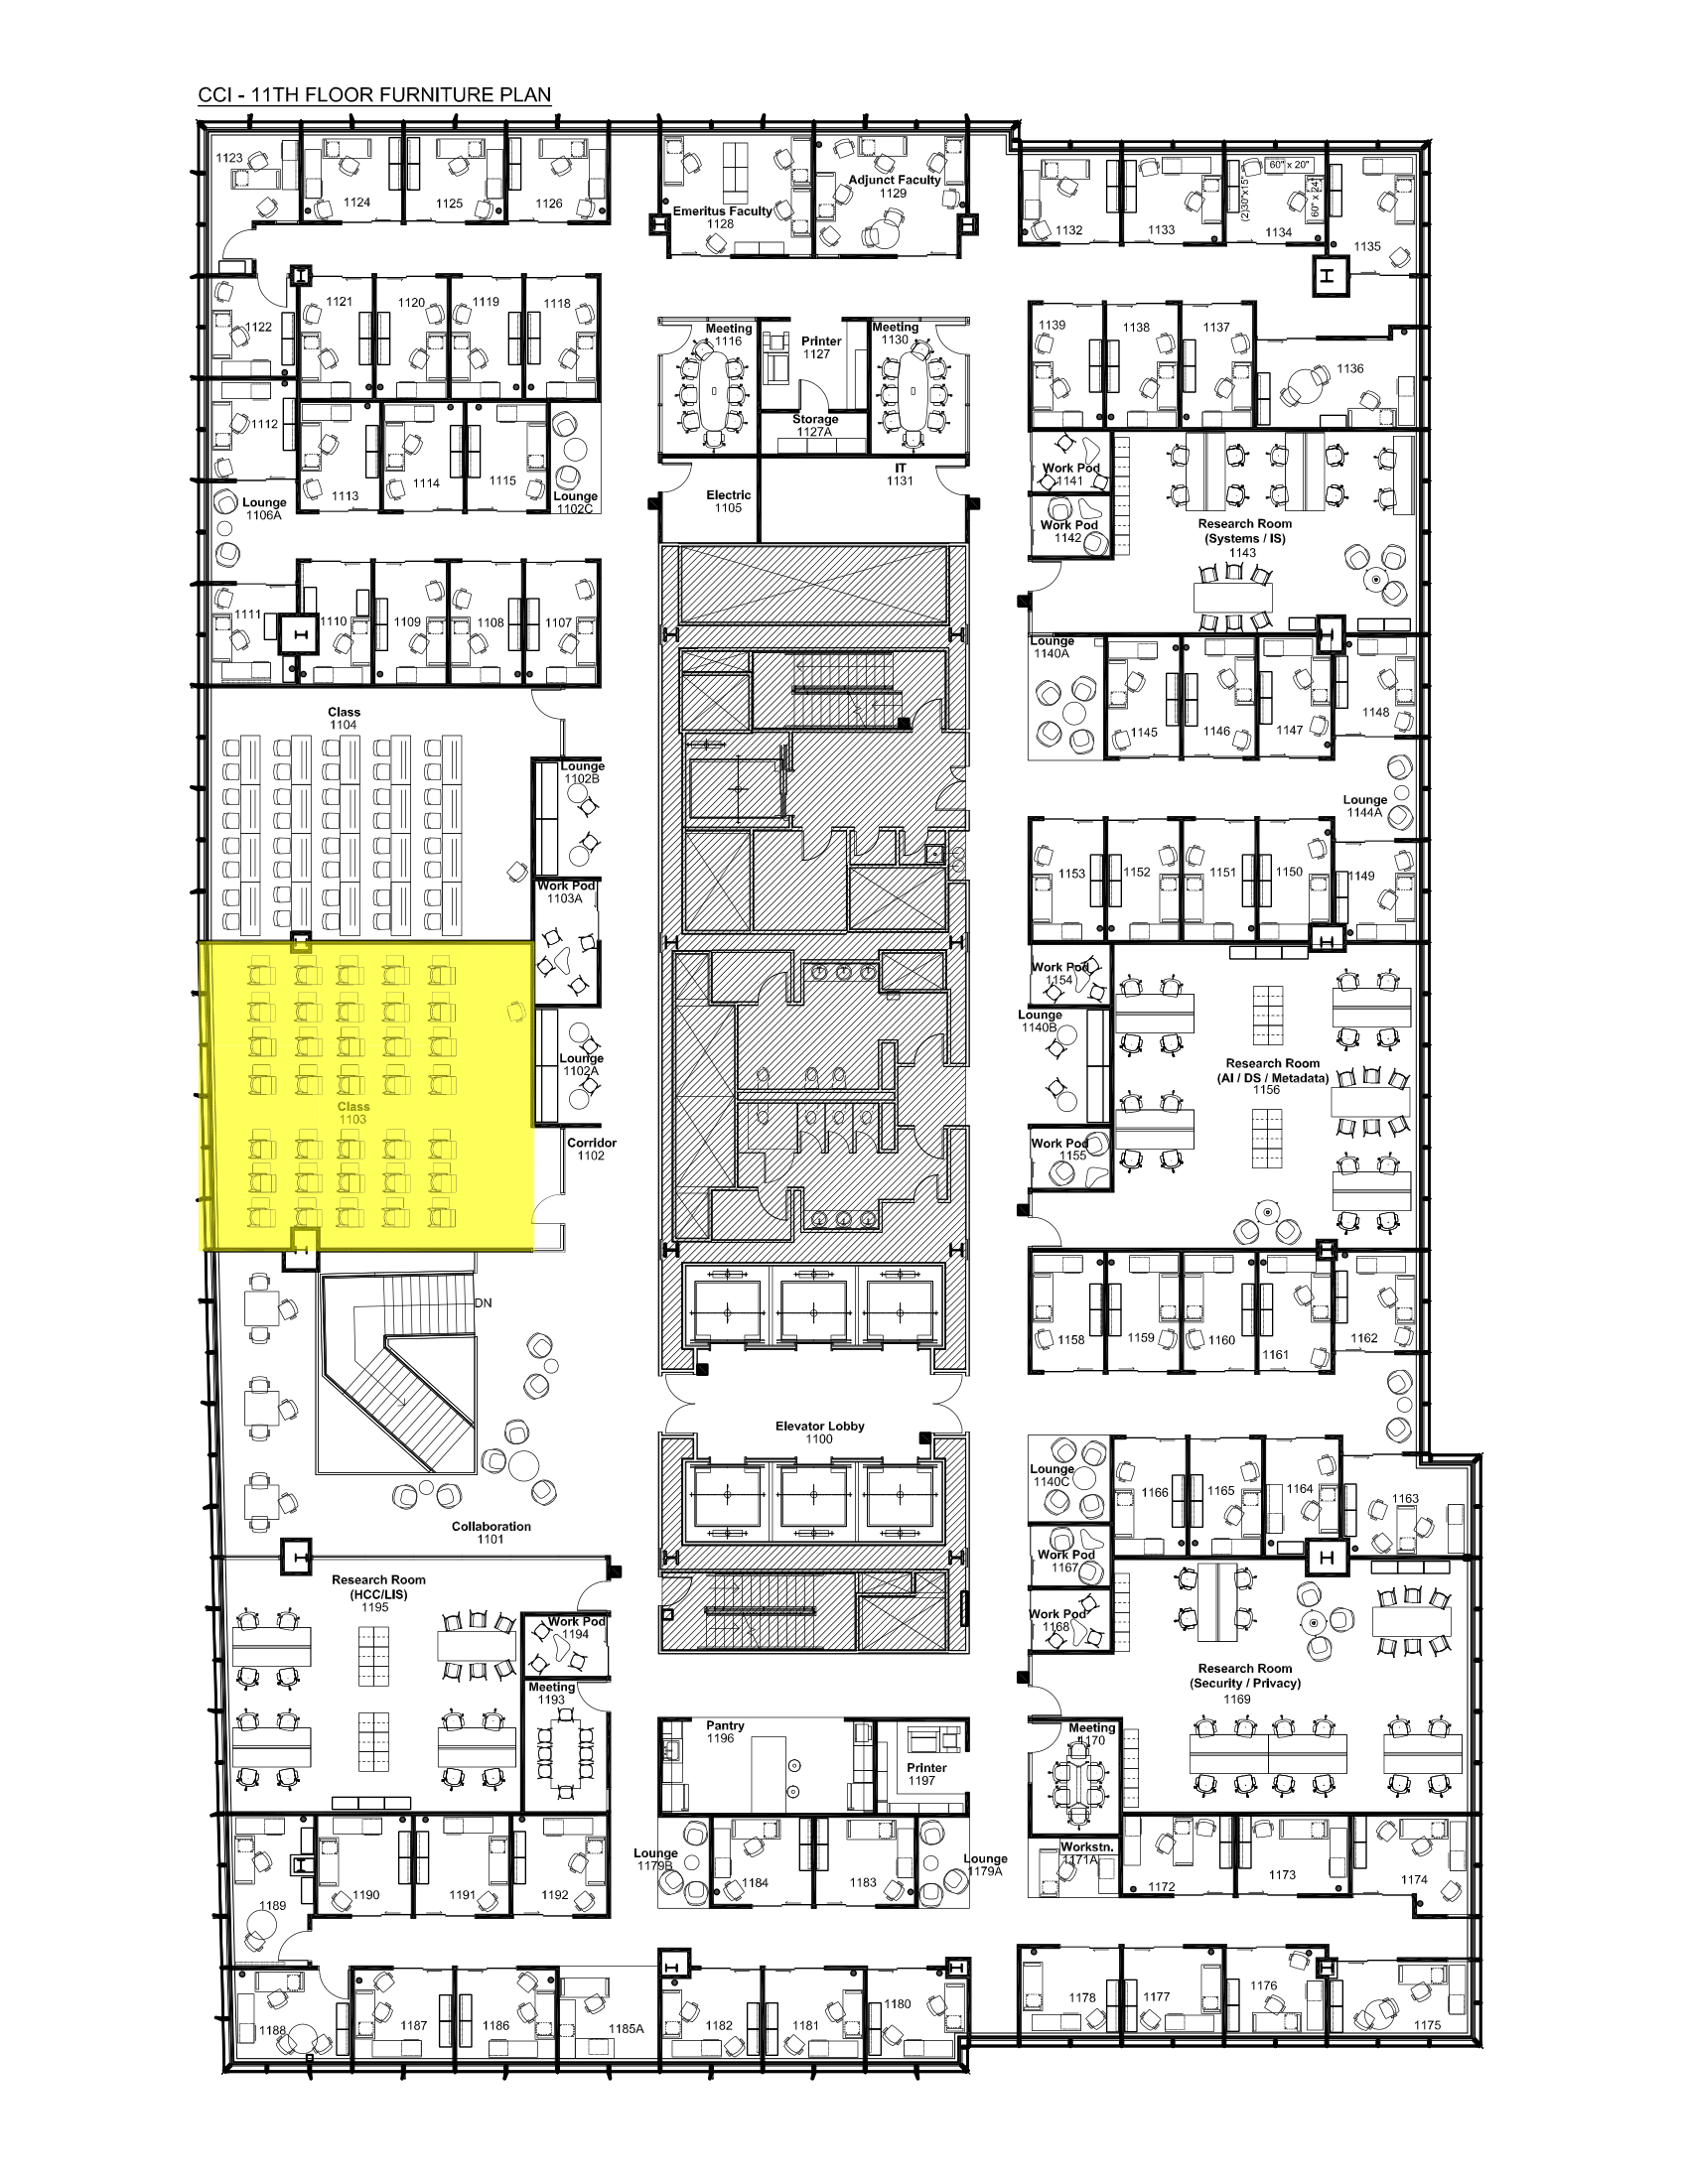 CCI - 11TH FLOOR FURNITURE PLAN
1123
1124
1125
1126
Emeritus Faculty
1128
Adjunct Faculty
1129
1132
1133
60" x 20"
(2)30"x15"
60" x 24"
1134
1135
1122
1121
1120
1119
1118
Meeting
1116
Printer
1127
Meeting
1130
Storage
1127A
1139
1138
1137
1136
1112
1113
1114
1115
Lounge
1102C
Lounge
1106A
Electric
1105
IT
1131
Work Pod
1141
Work Pod
1142
Research Room
(Systems / IS)
1143
1111
1110
1109
1108
1107
Lounge
1140A
1145
1146
1147
1148
Class
1104
Lounge
1102B
Lounge
1144A
Work Pod
1103A
1153
1152
1151
1150
1149
Work Pod
1154
Lounge
1140B
Lounge
1102A
Research Room
(AI / DS / Metadata)
1156
Class
1103
Corridor
1102
Work Pod
1155
DN
1158
1159
1160
1161
1162
Elevator Lobby
1100
Lounge
1140C
1166
1165
1164
1163
Collaboration
1101
Work Pod
1167
Research Room
(HCC/LIS)
1195
Work Pod
1194
Work Pod
1168
Meeting
1193
Research Room
(Security / Privacy)
1169
Pantry
1196
Printer
1197
Meeting
1170
Lounge
1179B
1184
1183
Lounge
1179A
Workstn.
1171A
1172
1173
1174
1189
1190
1191
1192
1188
1187
1186
1185A
1182
1181
1180
1178
1177
1176
1175